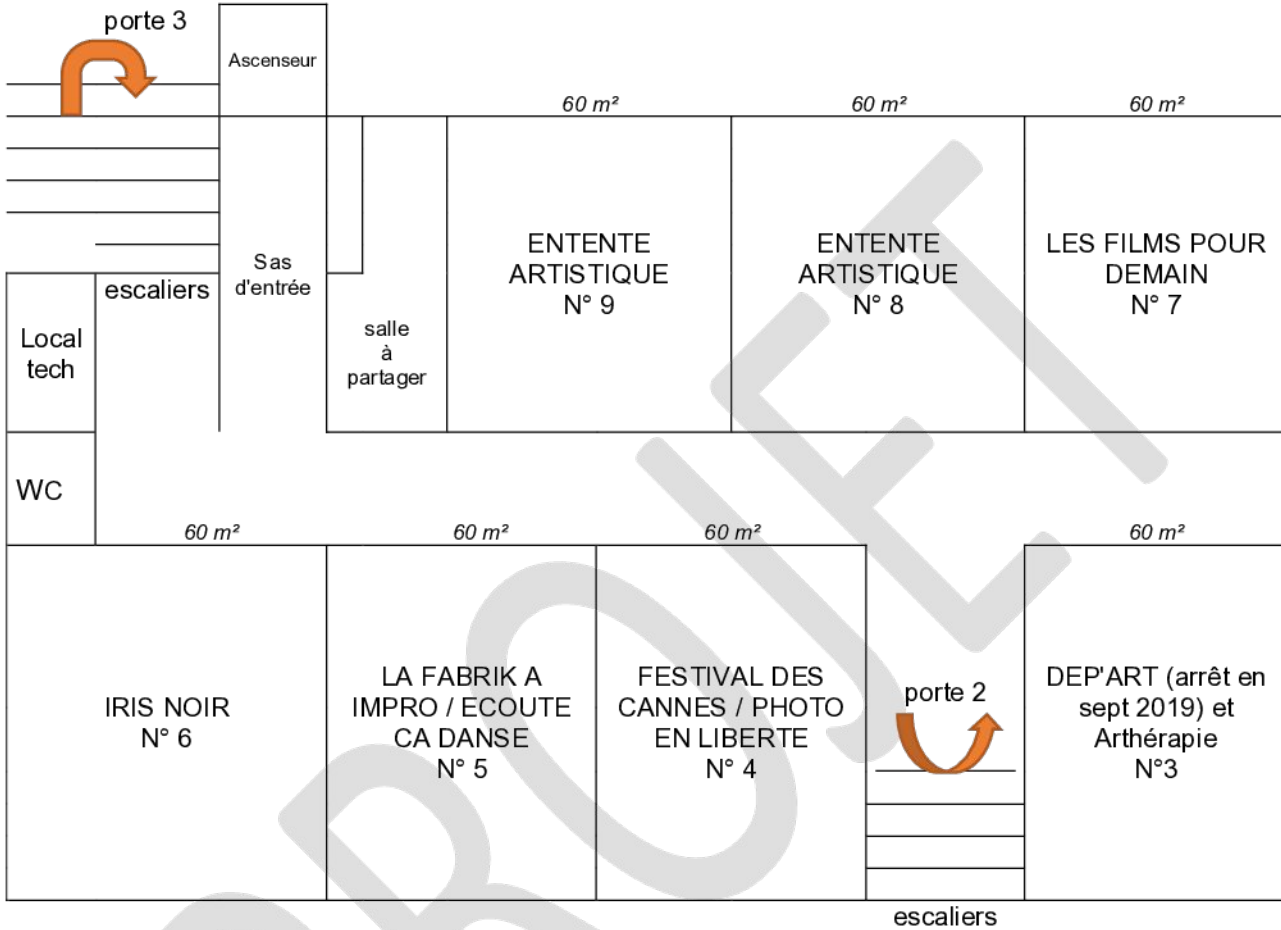 porte 3
Ascenseur
60 m²
60 m²
60 m²
ENTENTE
ARTISTIQUE
N° 9
ENTENTE
ARTISTIQUE
N° 8
LES FILMS POUR
DEMAIN
N° 7
Sas
d'entrée
escaliers
Local
tech
salle
à
partager
WC
60 m²
60 m²
60 m²
60 m²
IRIS NOIR
N° 6
LA FABRIK A
IMPRO / ECOUTE
CA DANSE
N° 5
FESTIVAL DES
CANNES / PHOTO
EN LIBERTE
N° 4
porte 2
DEP'ART (arrêt en
sept 2019) et
Arthérapie
N°3
escaliers
PROJET